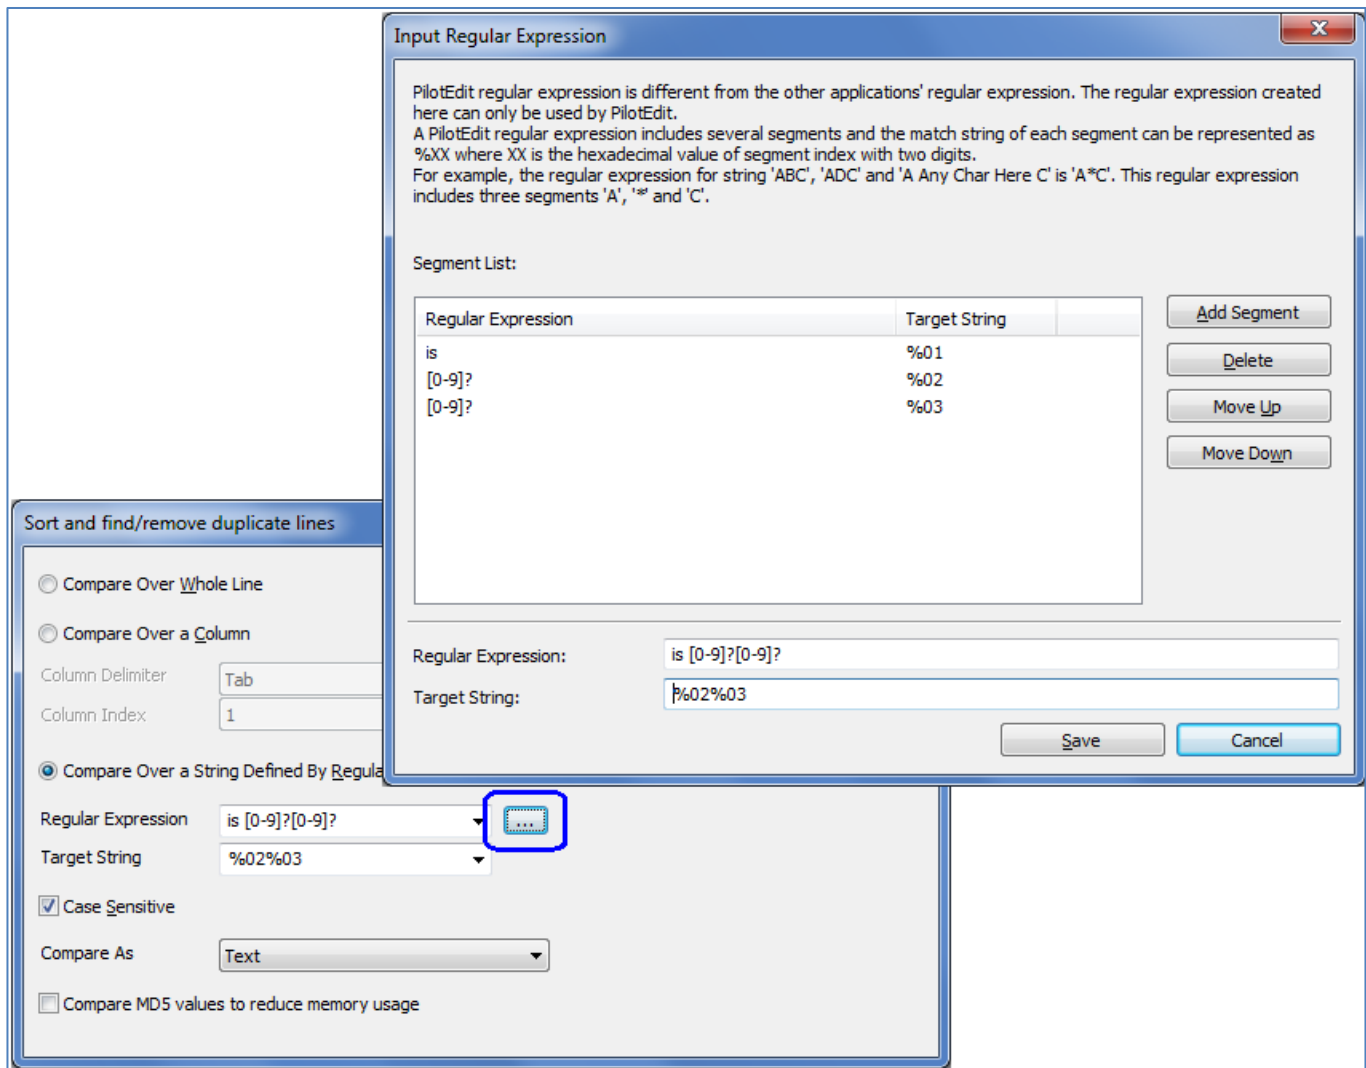 Input Regular Expression
PilotEdit regular expression is different from the other applications' regular expression. The regular expression created
here can only be used by PilotEdit.
A PilotEdit regular expression includes several segments and the match string of each segment can be represented as
%XX where XX is the hexadecimal value of segment index with two digits.
For example, the regular expression for string 'ABC', 'ADC' and 'A Any Char Here C' is 'A*C'. This regular expression
includes three segments 'A', '*' and 'C'.
Segment List:
Regular Expression Target String
is %01
[0-9]? %02
[0-9]? %03
Add Segment
Delete
Move Up
Move Down
Regular Expression: is [0-9]?[0-9]?
Target String: %02%03
Save Cancel
Sort and find/remove duplicate lines
Compare Over Whole Line
Compare Over a Column
Column Delimiter Tab
Column Index 1
Compare Over a String Defined By Regula
Regular Expression is [0-9]?[0-9]? ...
Target String %02%03
Case Sensitive
Compare As Text
Compare MD5 values to reduce memory usage